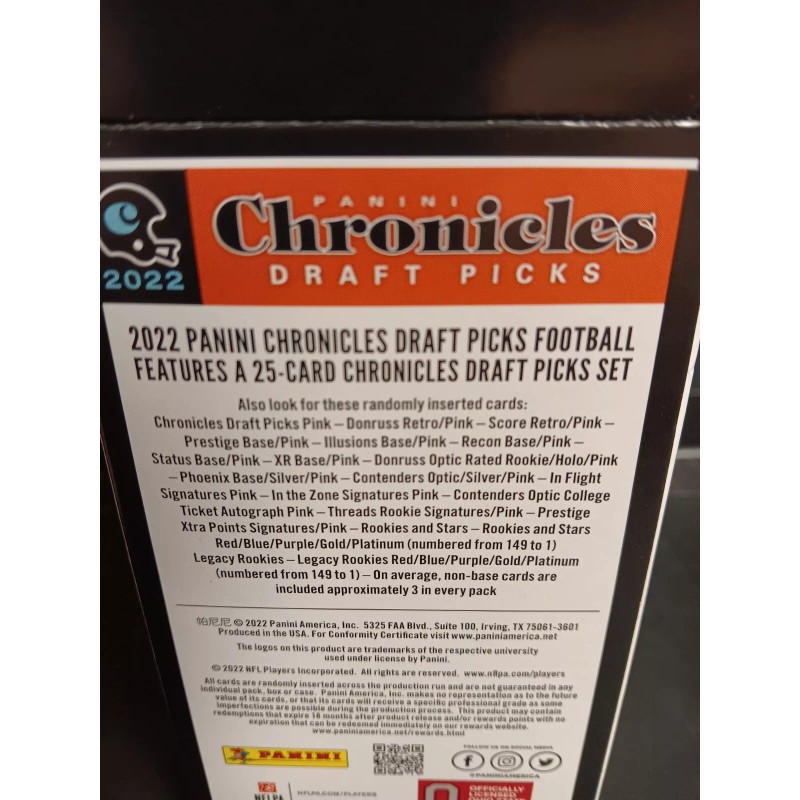 PANINI
Chronicles
DRAFT PICKS
C
2022
2022 PANINI CHRONICLES DRAFT PICKS FOOTBALL
FEATURES A 25-CARD CHRONICLES DRAFT PICKS SET
Also look for these randomly inserted cards:
Chronicles Draft Picks Pink – Donruss Retro/Pink – Score Retro/Pink –
Prestige Base/Pink – Illusions Base/Pink – Recon Base/Pink –
Status Base/Pink – XR Base/Pink – Donruss Optic Rated Rookie/Holo/Pink
– Phoenix Base/Silver/Pink – Contenders Optic/Silver/Pink – In Flight
Signatures Pink – In the Zone Signatures Pink – Contenders Optic College
Ticket Autograph Pink – Threads Rookie Signatures/Pink – Prestige
Xtra Points Signatures/Pink – Rookies and Stars – Rookies and Stars
Red/Blue/Purple/Gold/Platinum (numbered from 149 to 1)
Legacy Rookies – Legacy Rookies Red/Blue/Purple/Gold/Platinum
(numbered from 149 to 1) – On average, non-base cards are
included approximately 3 in every pack
帕尼尼 © 2022 Panini America, Inc. 5325 FAA Blvd., Suite 100, Irving, TX 75061-3601
Produced in the USA. For Conformity Certificate visit www.paniniamerica.net
The logos on this product are trademarks of the respective university
used under license by Panini.
© 2022 NFL Players Incorporated. All rights are reserved. www.nflpa.com/players
All cards are randomly inserted across the production run and are not guaranteed in any
individual pack, box or case. Panini America, Inc. makes no representation as to the future
value of its cards, or that its cards will receive a specific professional grade as some
imperfections are possible during the production process. This product may contain
redemptions that expire 18 months after product release and/or rewards points with no
expiration that can be redeemed immediately on our rewards website.
www.paniniamerica.net/rewards.html
PANINI
FOLLOW US ON SOCIAL MEDIA
@PANINIAMERICA
NFLPA
NFLPA.COM/PLAYERS
OFFICIALLY
LICENSED